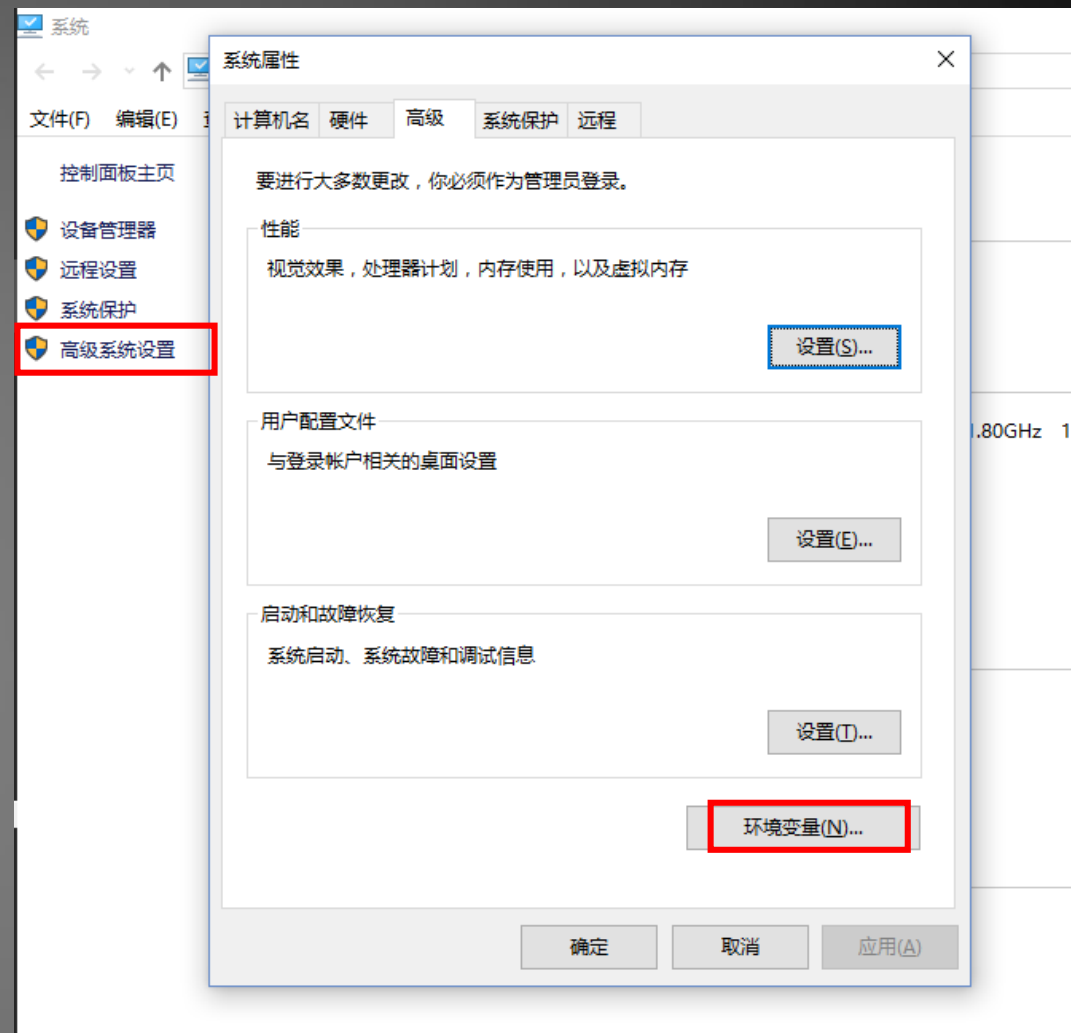 系统
系统属性
文件(F) 编辑(E)
计算机名 硬件 高级 系统保护 远程
控制面板主页
设备管理器
远程设置
系统保护
高级系统设置
要进行大多数更改，你必须作为管理员登录。
性能
视觉效果，处理器计划，内存使用，以及虚拟内存
设置(S)...
用户配置文件
与登录帐户相关的桌面设置
设置(E)...
启动和故障恢复
系统启动、系统故障和调试信息
设置(T)...
环境变量(N)...
确定 取消 应用(A)
.80GHz 1